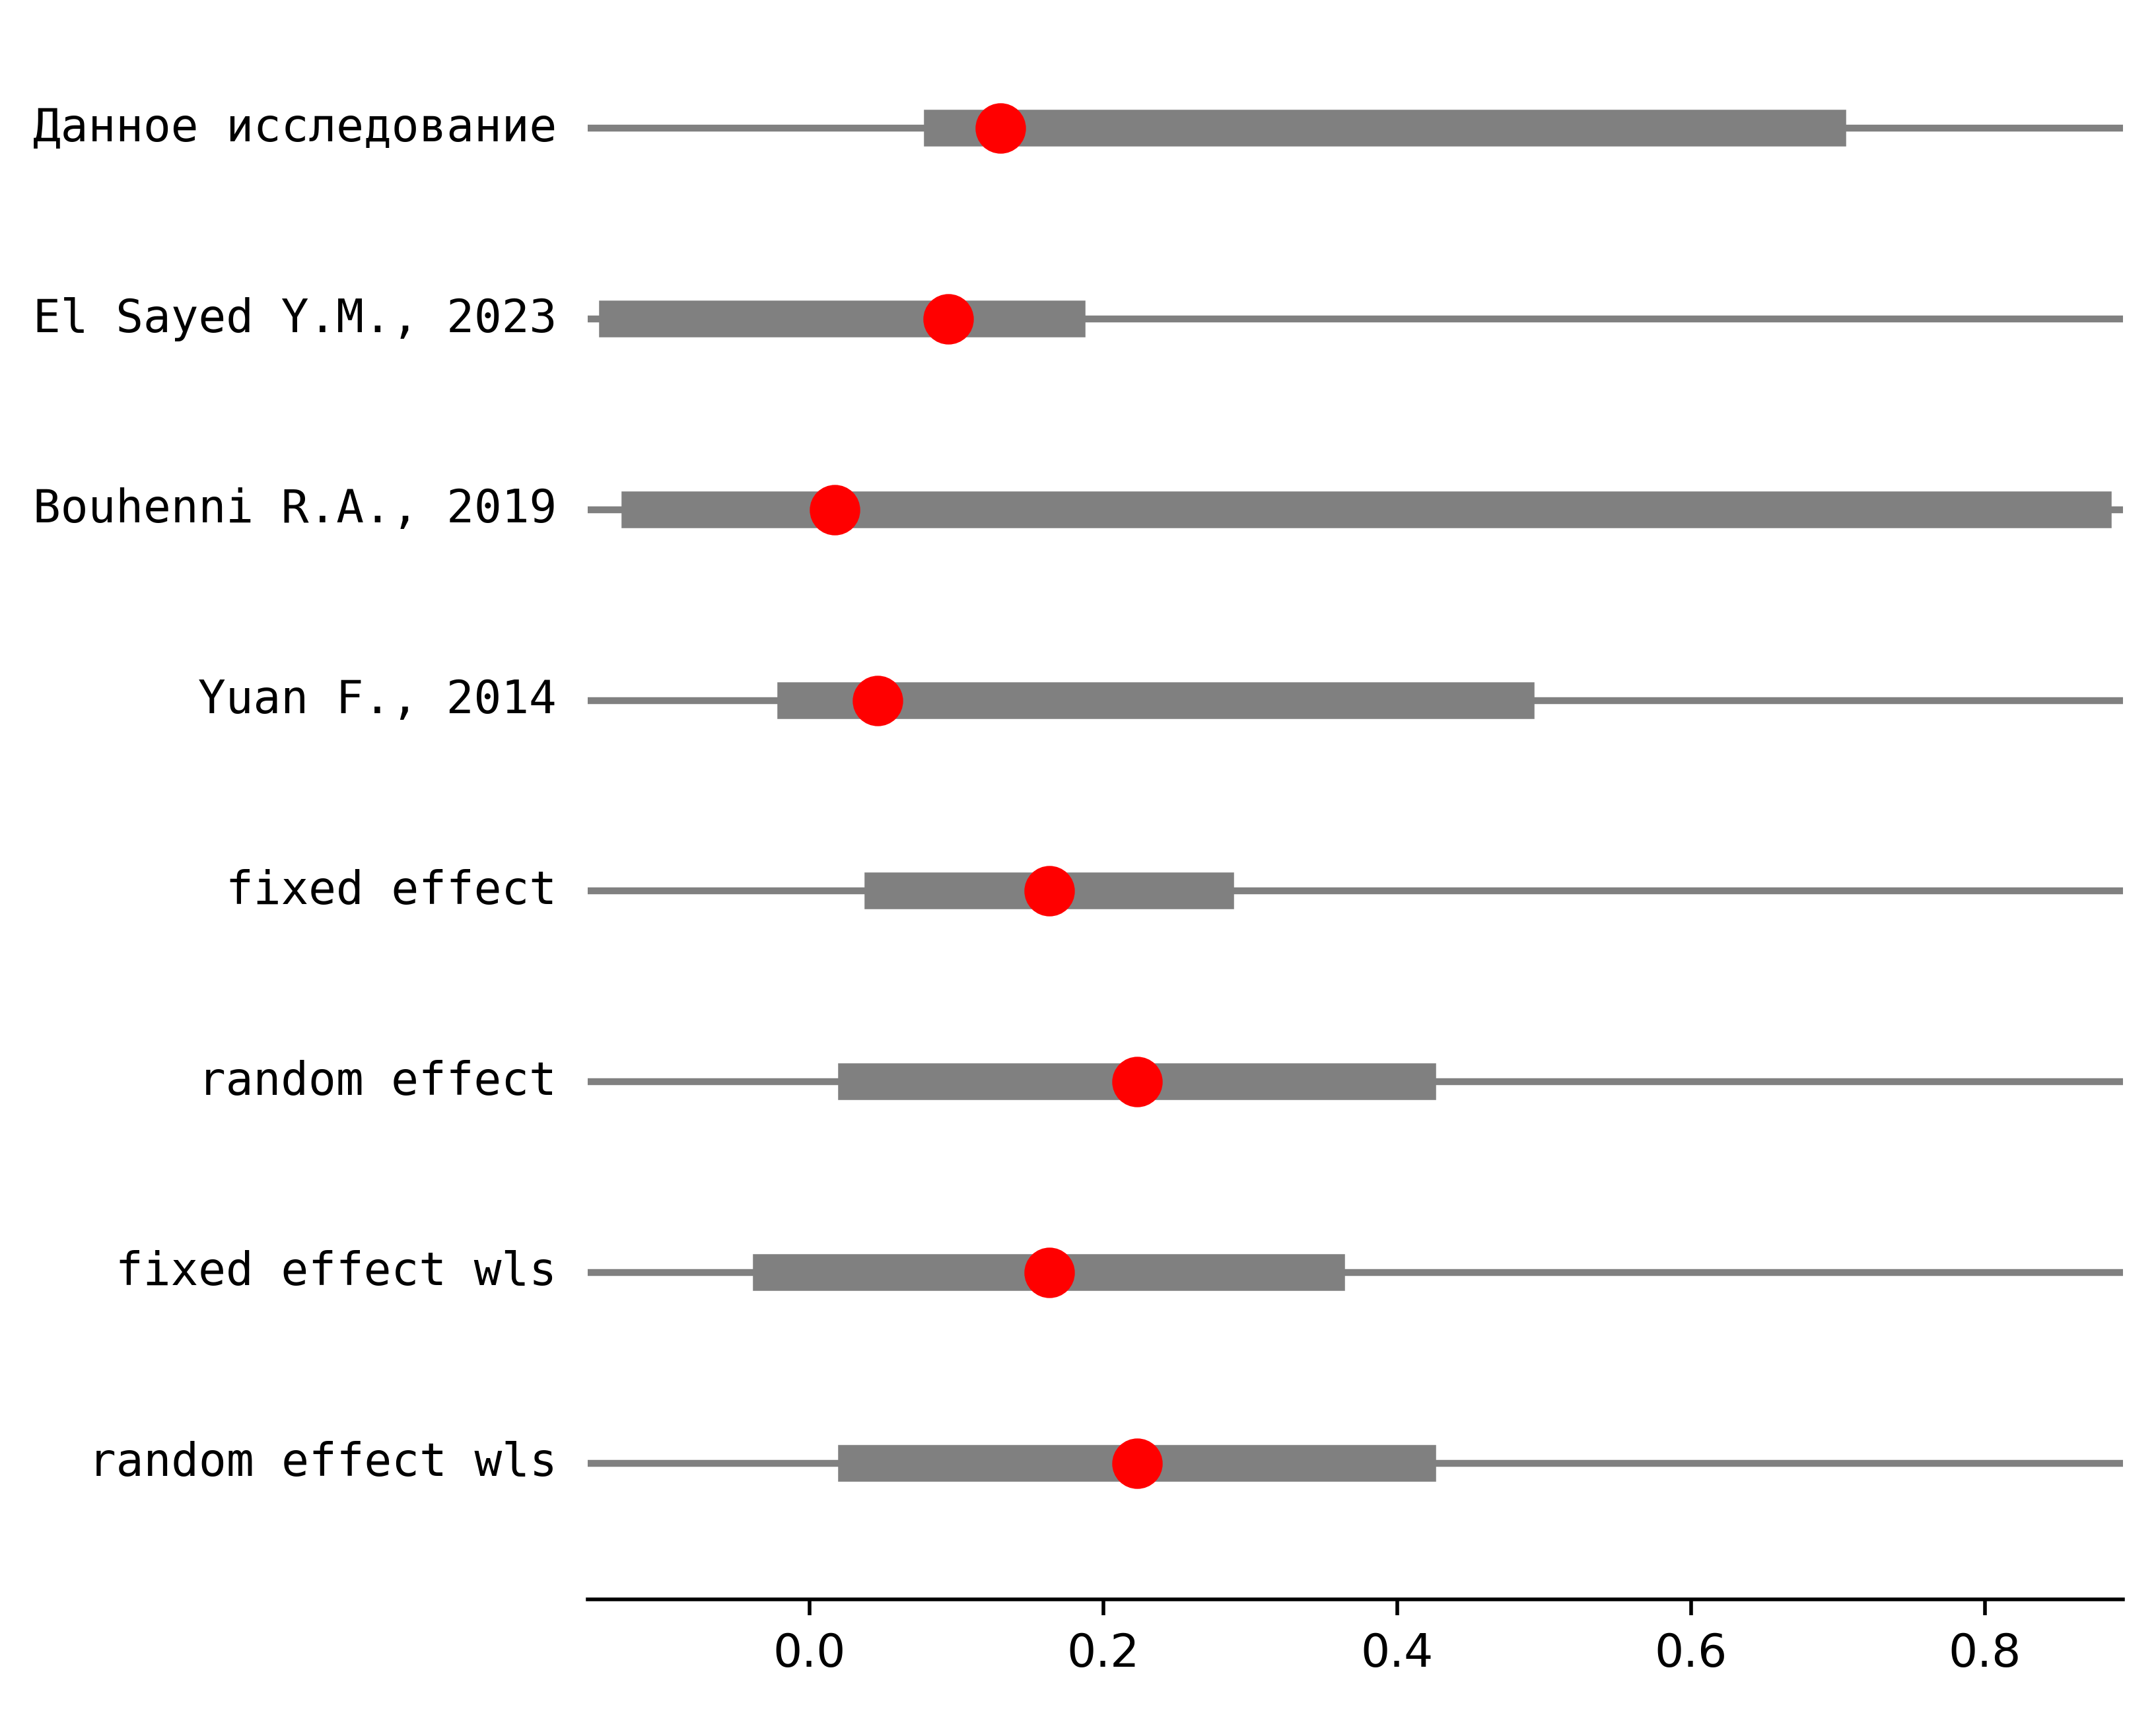 Данное исследование
El Sayed Y.M., 2023
Bouhenni R.A., 2019
Yuan F., 2014
fixed effect
random effect
fixed effect wls
random effect wls
0.0 0.2 0.4 0.6 0.8